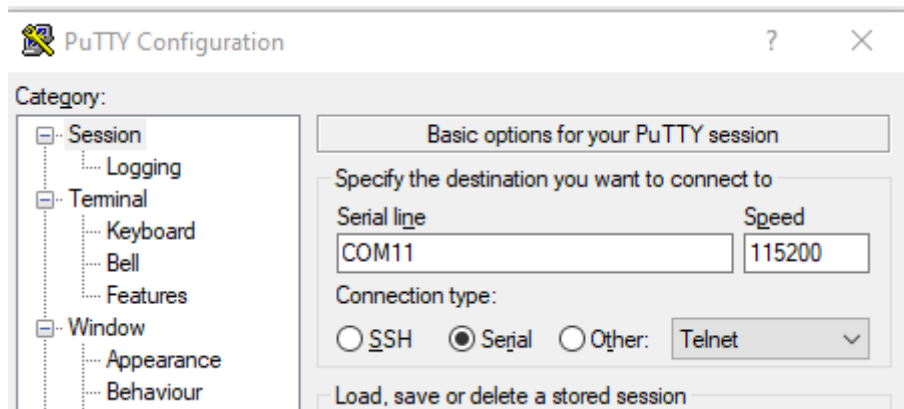 PuTTY Configuration ?
Category:
Session
Logging
Terminal
Keyboard
Bell
Features
Window
Appearance
Behaviour
Basic options for your PuTTY session
Specify the destination you want to connect to
Serial line Speed
COM11 115200
Connection type:
SSH Serial Other: Telnet
Load, save or delete a stored session